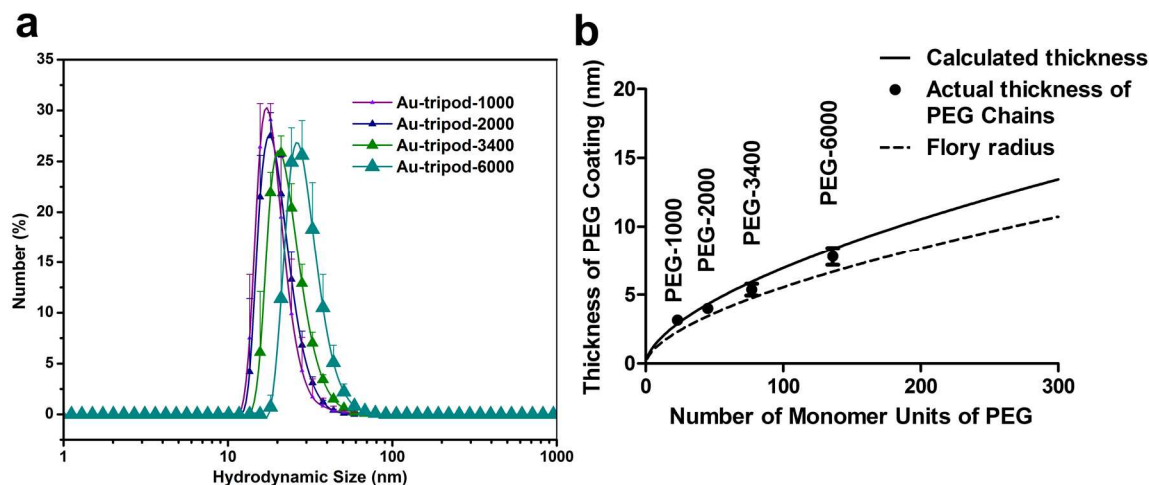 a
35
30
25
20
15
10
5
0
Number (%)
1
10
100
1000
Hydrodynamic Size (nm)
Au-tripod-1000
Au-tripod-2000
Au-tripod-3400
Au-tripod-6000
b
Calculated thickness
Actual thickness of
PEG Chains
Flory radius
20
15
10
5
0
Thickness of PEG Coating (nm)
PEG-1000
PEG-2000
PEG-3400
PEG-6000
0
100
200
300
Number of Monomer Units of PEG